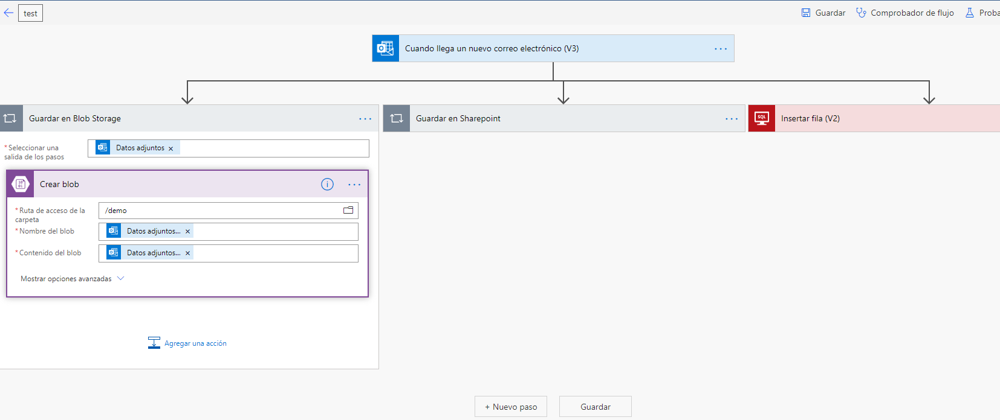 test
Guardar
Comprobador de flujo
Proba
Cuando llega un nuevo correo electrónico (V3)
Guardar en Blob Storage
Guardar en Sharepoint
SQL
Insertar fila (V2)
*Seleccionar una
salida de los pasos
Datos adjuntos
Crear blob
*Ruta de acceso de la
carpeta
/demo
*Nombre del blob
Datos adjuntos...
*Contenido del blob
Datos adjuntos...
Mostrar opciones avanzadas
Agregar una acción
+ Nuevo paso
Guardar